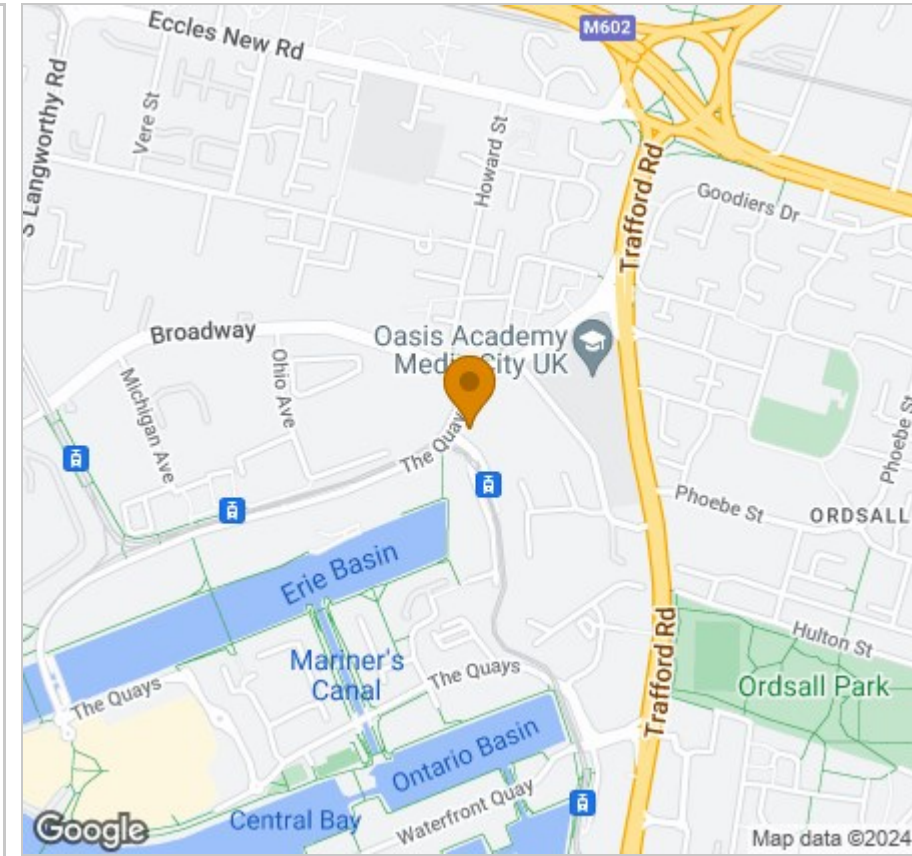 M602
Eccles New Rd
S Langworthy Rd
Vere St
Howard St
Trafford Rd
Goodiers Dr
Broadway
Oasis Academy
Media City UK
Ohio Ave
Michigan Ave
The Quays
Phoebe St
Phoebe St
ORDSALL
Erie Basin
Hulton St
Mariner's
Canal
The Quays
Trafford Rd
Ordsall Park
The Quays
Ontario Basin
Central Bay
Waterfront Quay
Google
Map data ©2024